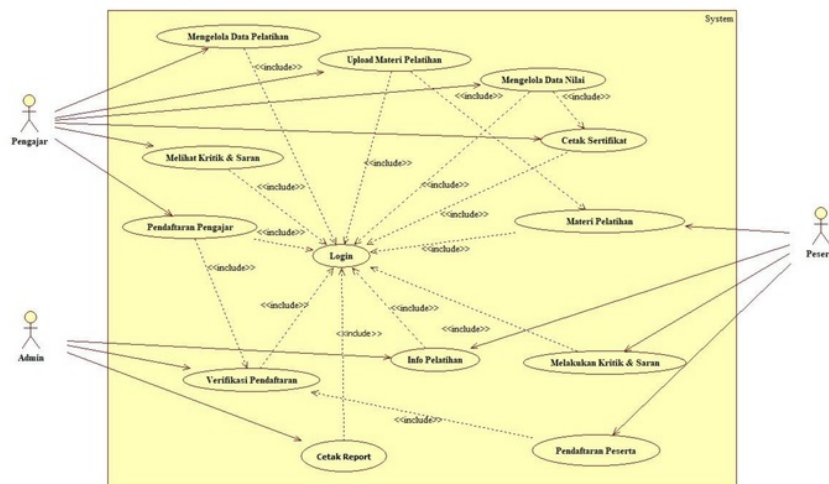 System
Mengelola Data Pelatihan
Upload Materi Pelatihan
<<include>>
Mengelola Data Nilai
<<include>>
<<include>>
Pengajar
Cetak Sertifikat
Melihat Kritik & Saran
<<include>>
<<include>>
<<include>>
<<include>>
Materi Pelatihan
Pendaftaran Pengajar
<<include>>
<<include>>
Peser
<<include>>
Login
<<include>>
<<include>>
<<include>>
<<include>>
Admin
Info Pelatihan
Melakukan Kritik & Saran
Verifikasi Pendaftaran
<<include>>
Cetak Report
Pendaftaran Peserta